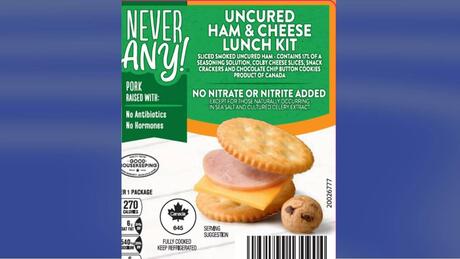 NEVER
ANY!
PORK
RAISED WITH:
No Antibiotics
No Hormones
GOOD
HOUSEKEEPING
1 PACKAGE
270
CALORIES
UNCURED
HAM & CHEESE
LUNCH KIT
SLICED SMOKED UNCURED HAM - CONTAINS 17% OF A
SEASONING SOLUTION, COLBY CHEESE SLICES, SNACK
CRACKERS AND CHOCOLATE CHIP BUTTON COOKIES
PRODUCT OF CANADA
NO NITRATE OR NITRITE ADDED
EXCEPT FOR THOSE NATURALLY OCCURRING
IN SEA SALT AND CULTURED CELERY EXTRACT
Canada
645
FULLY COOKED
KEEP REFRIGERATED
SERVING
SUGGESTION
20026777